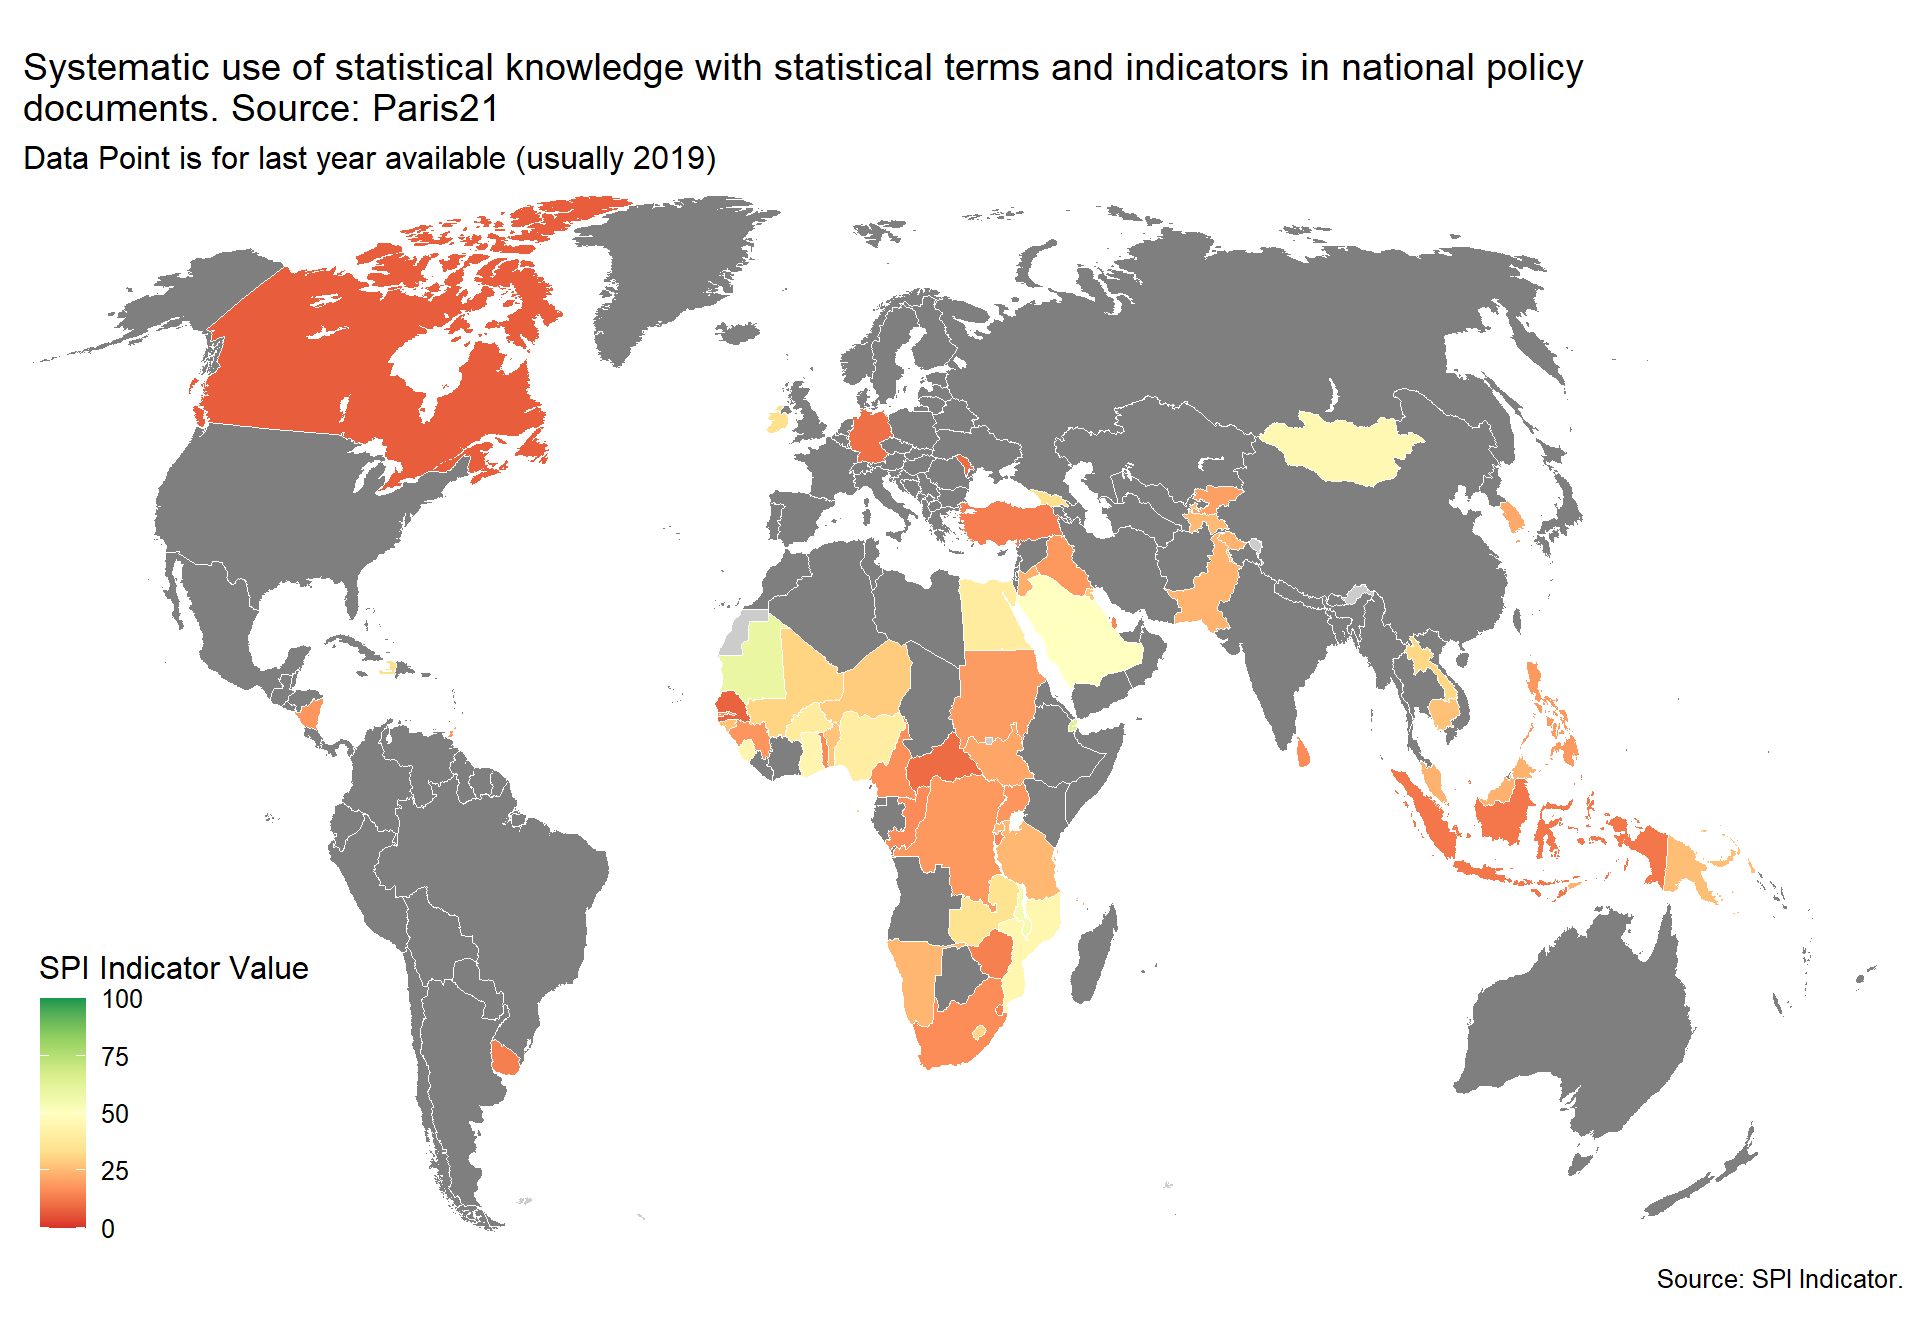 Systematic use of statistical knowledge with statistical terms and indicators in national policy
documents. Source: Paris21
Data Point is for last year available (usually 2019)
SPI Indicator Value
100
75
50
25
0
Source: SPI Indicator.